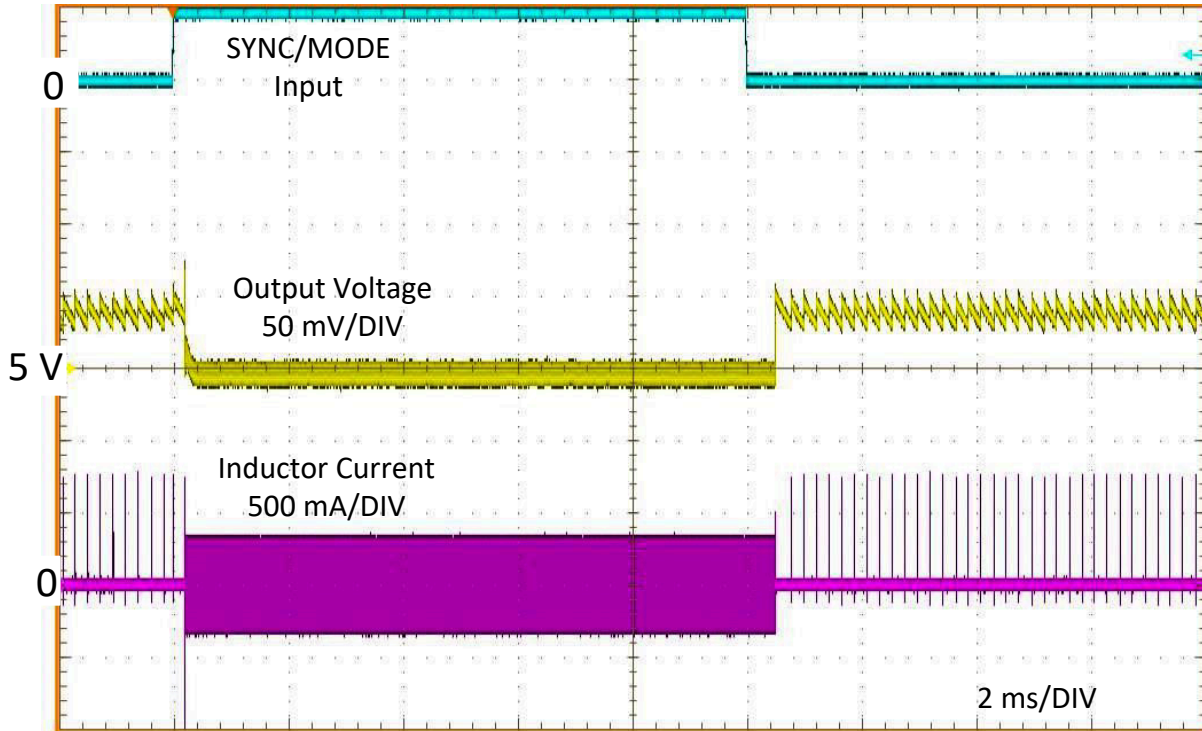 SYNC/MODE
Input
0
Output Voltage
50 mV/DIV
5 V
Inductor Current
500 mA/DIV
0
2 ms/DIV